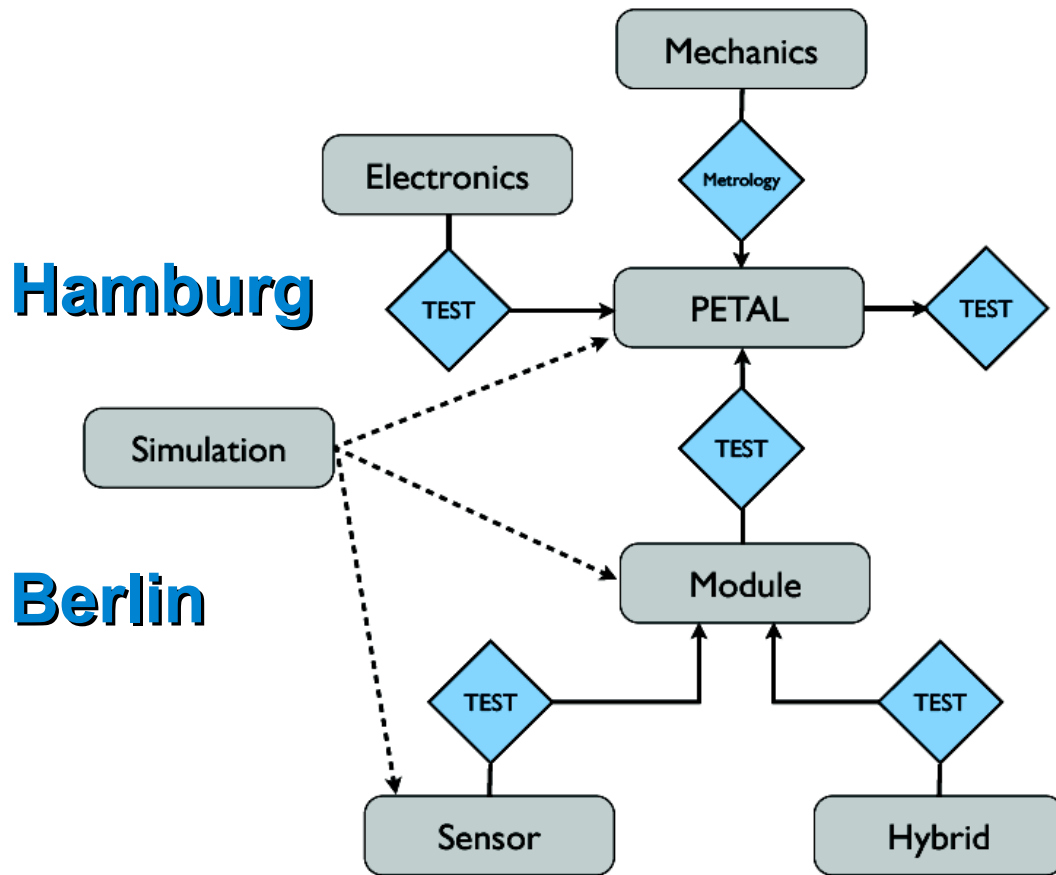 Mechanics
Electronics
Metrology
Hamburg
TEST
PETAL
TEST
Simulation
TEST
Berlin
Module
TEST
TEST
Sensor
Hybrid